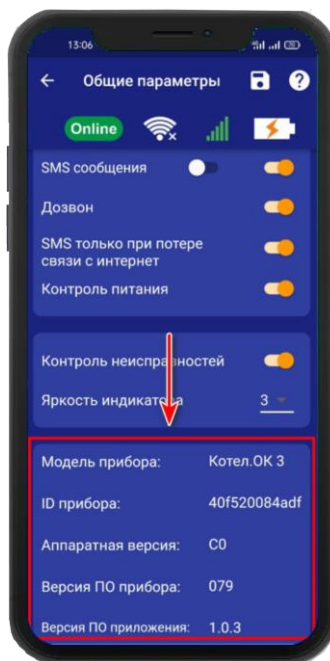 13:06
Общие параметры
Online
SMS сообщения
Дозвон
SMS только при потере
связи с интернет
Контроль питания
Контроль неисправностей
Яркость индикатора 3
Модель прибора: Котел.ОК 3
ID прибора: 40f520084adf
Аппаратная версия: C0
Версия ПО прибора: 079
Версия ПО приложения: 1.0.3